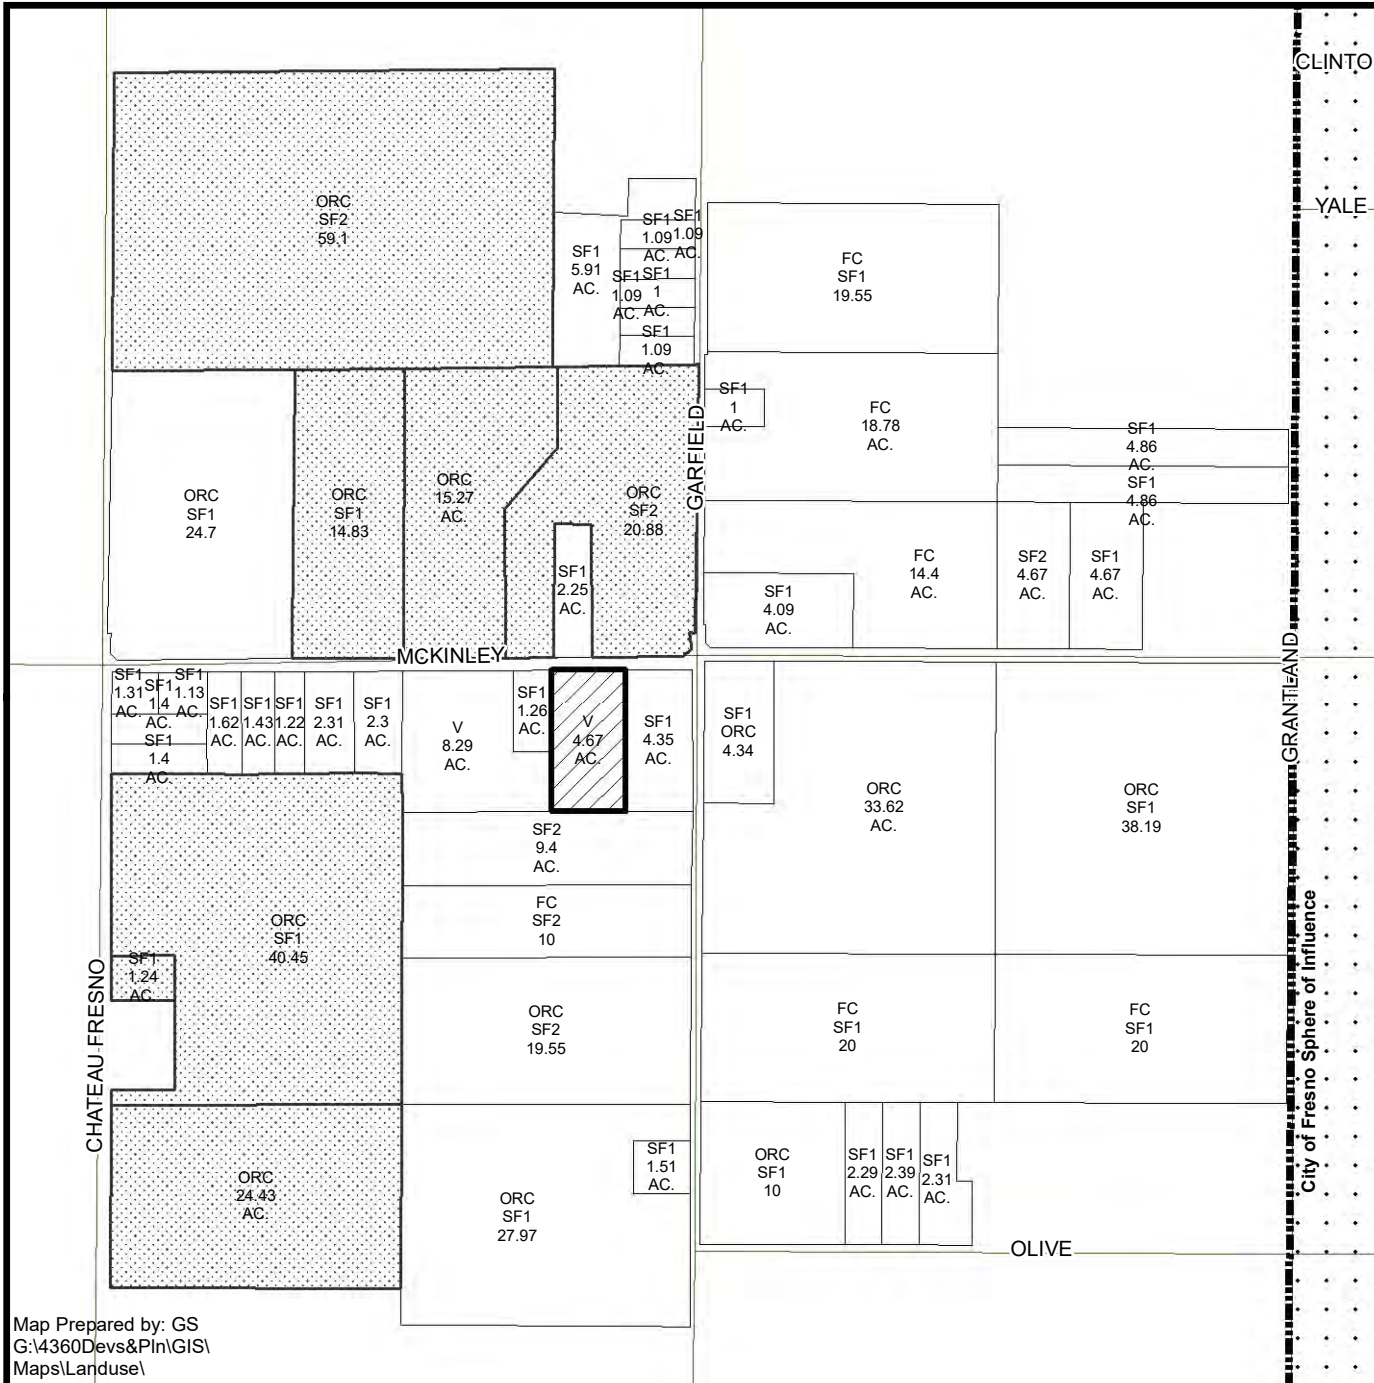 CLINTO
YALE
ORC
SF2
59.1
SF1
5.91
AC.
SF1
1.09
AC.
SF1
1.09
AC.
SF1
1.09
AC.
SF1
1
AC.
SF1
1.09
AC.
FC
SF1
19.55
SF1
1
AC.
FC
18.78
AC.
SF1
4.86
AC.
SF1
4.86
AC.
GARFIELD
ORC
SF1
24.7
ORC
SF1
14.83
ORC
15.27
AC.
ORC
SF2
20.88
SF1
2.25
AC.
FC
14.4
AC.
SF1
4.09
AC.
SF2
4.67
AC.
SF1
4.67
AC.
MCKINLEY
GRANTLAND
SF1
1.31
AC.
SF1
1.4
AC.
SF1
1.13
AC.
SF1
1.4
AC.
SF1
1.62
AC.
SF1
1.43
AC.
SF1
1.22
AC.
SF1
2.31
AC.
SF1
2.3
AC.
V
8.29
AC.
SF1
1.26
AC.
V
4.67
AC.
SF1
4.35
AC.
SF1
ORC
4.34
ORC
33.62
AC.
ORC
SF1
38.19
SF2
9.4
AC.
FC
SF2
10
ORC
SF1
40.45
SF1
1.24
AC.
CHATEAU FRESNO
ORC
SF2
19.55
FC
SF1
20
FC
SF1
20
City of Fresno Sphere of Influence
ORC
24.43
AC.
ORC
SF1
27.97
SF1
1.51
AC.
ORC
SF1
10
SF1
2.29
AC.
SF1
2.39
AC.
SF1
2.31
AC.
OLIVE
Map Prepared by: GS
G:\4360Devs&Pln\GIS\
Maps\Landuse\